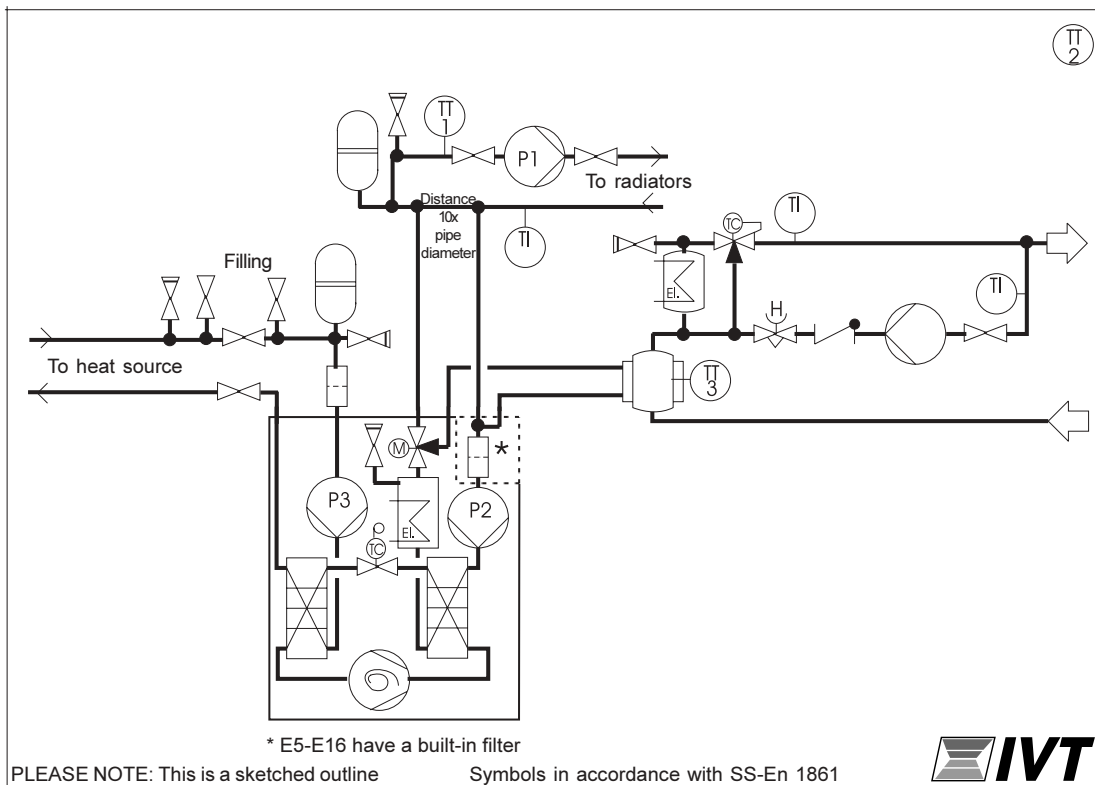 TT
2
TT
1
P1
To radiators
Distance
10x
pipe
diameter
TI
TC
TI
Filling
El.
TI
H
To heat source
TT
3
M
*
P3
P2
El.
TC
* E5-E16 have a built-in filter
PLEASE NOTE: This is a sketched outline
Symbols in accordance with SS-En 1861
IVT